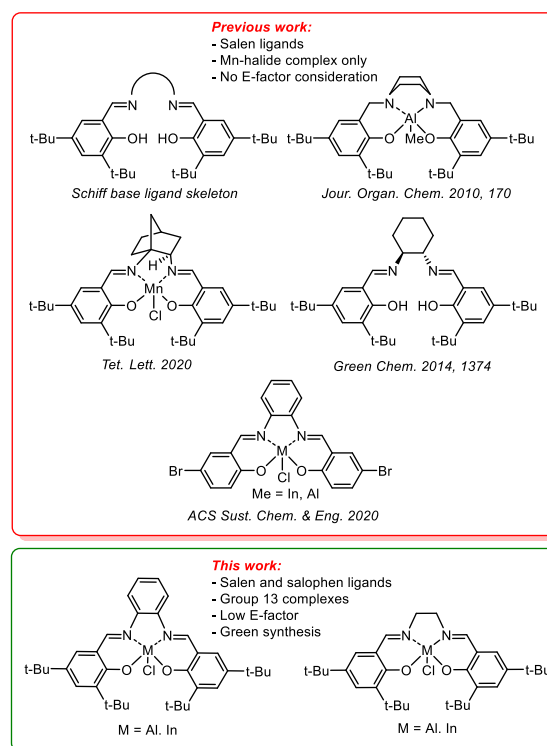 Previous work:
- Salen ligands
- Mn-halide complex only
- No E-factor consideration
N N
t-Bu OH HO t-Bu
t-Bu t-Bu
Schiff base ligand skeleton
N N
Al
t-Bu O Me O t-Bu
t-Bu t-Bu
Jour. Organ. Chem. 2010, 170
H
N N
Mn
t-Bu O O t-Bu
Cl
t-Bu t-Bu
Tet. Lett. 2020
N N
t-Bu OH HO t-Bu
t-Bu t-Bu
Green Chem. 2014, 1374
N N
M
Br O O Br
Cl
Me = In, Al
ACS Sust. Chem. & Eng. 2020
This work:
- Salen and salophen ligands
- Group 13 complexes
- Low E-factor
- Green synthesis
N N
M
t-Bu O Cl O t-Bu
t-Bu t-Bu
M = Al. In
N N
M
t-Bu O Cl O t-Bu
t-Bu t-Bu
M = Al. In